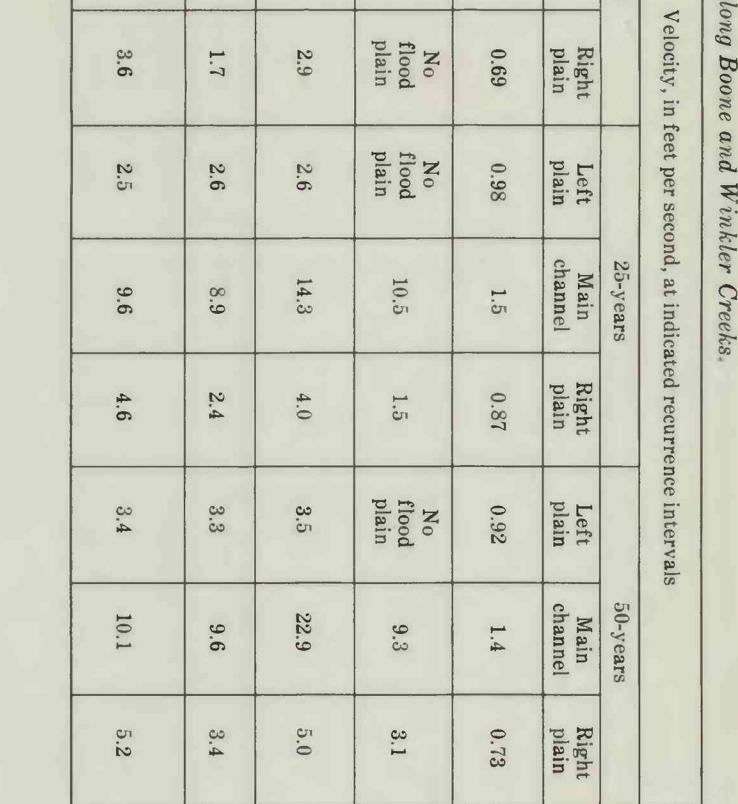 long Boone and Winkler Creeks.
Velocity, in feet per second, at indicated recurrence intervals
25-years 50-years
Right Left Main Right Left Main Right
plain plain channel plain plain channel plain
0.69 0.98 1.5 0.87 0.92 1.4 0.73
No No No
flood flood 10.5 1.5 flood 9.3 3.1
plain plain plain
2.9 2.6 14.3 4.0 3.5 22.9 5.0
1.7 2.6 8.9 2.4 3.3 9.6 3.4
3.6 2.5 9.6 4.6 3.4 10.1 5.2